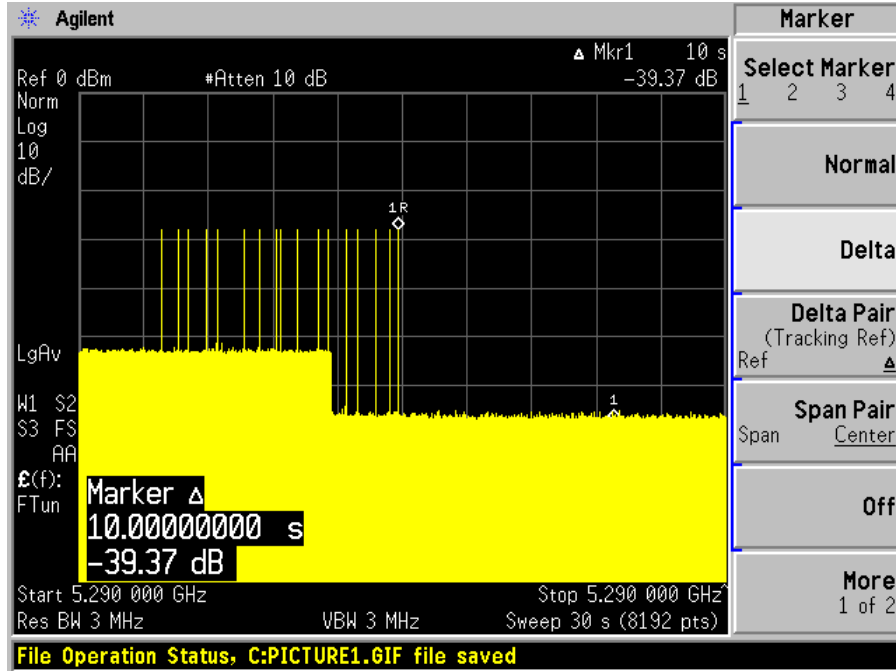 Agilent
Marker
Δ Mkr1 10 s
Ref 0 dBm #Atten 10 dB -39.37 dB
Norm
Log
10
dB/
1R
LgAv
1
W1 S2
S3 FS
AA
£(f):
FTun
Marker Δ
10.00000000 s
-39.37 dB
Start 5.290 000 GHz Stop 5.290 000 GHz^
Res BW 3 MHz VBW 3 MHz Sweep 30 s (8192 pts)
File Operation Status, C:PICTURE1.GIF file saved
Select Marker
1 2 3 4
Normal
Delta
Delta Pair
(Tracking Ref)
Ref Δ
Span Pair
Span Center
Off
More
1 of 2